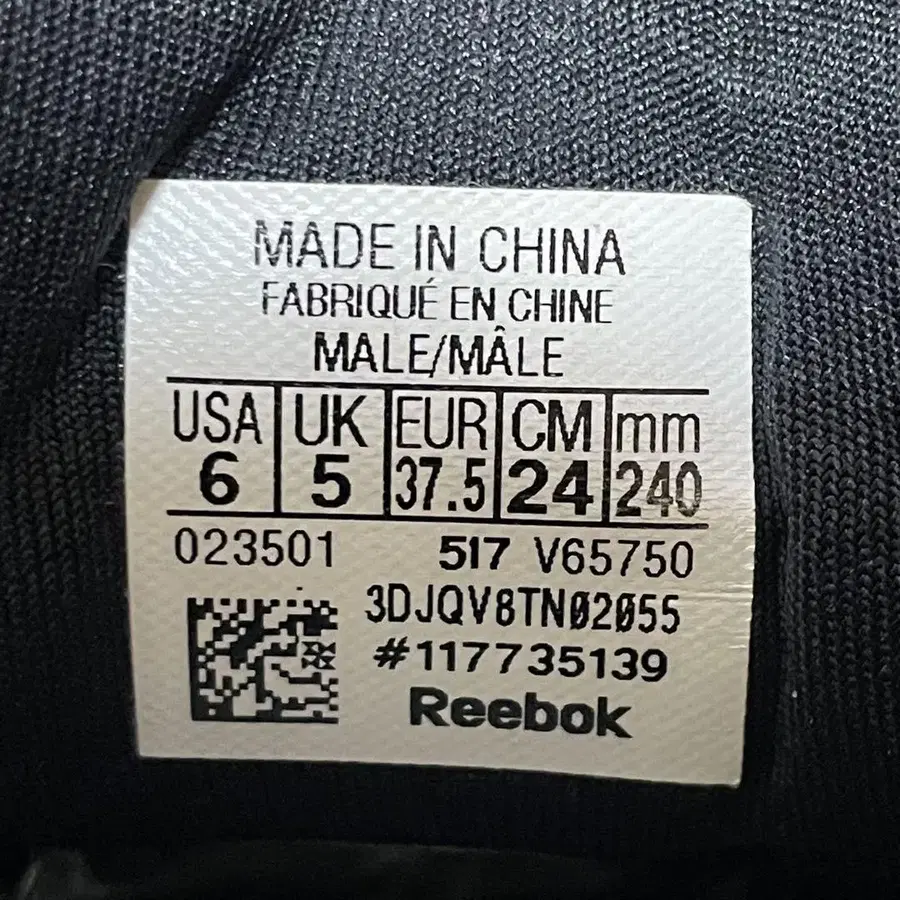 MADE IN CHINA
FABRIQUÉ EN CHINE
MALE/MÂLE
USA UK EUR CM mm
6 5 37.5 24 240
023501 517 V65750
3DJQV8TN02055
#117735139
Reebok